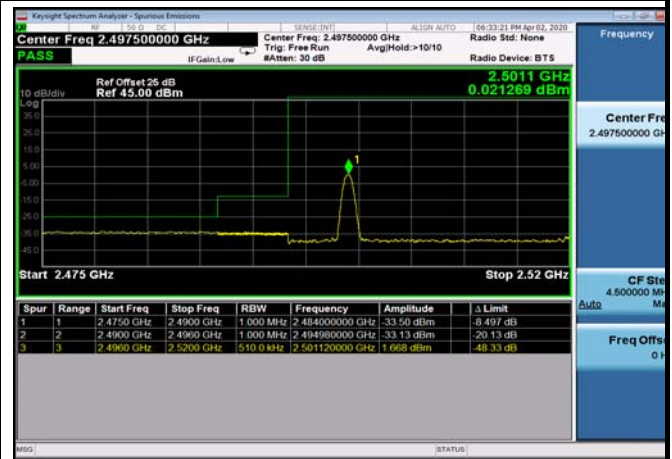 Keysight Spectrum Analyzer - Spurious Emissions
RF 50 Ω DC SENSE:INT ALIGN AUTO 06:33:21 PM Apr 02, 2020
Center Freq 2.497500000 GHz Center Freq: 2.497500000 GHz Radio Std: None
Trig: Free Run Avg|Hold:>10/10
PASS IFGain:Low #Atten: 30 dB Radio Device: BTS
Ref Offset 25 dB 2.5011 GHz
10 dB/div Ref 45.00 dBm 0.021269 dBm
Log
35.0
25.0
15.0
5.00
-5.00
-15.0
-25.0
-35.0
-45.0
1
Start 2.475 GHz Stop 2.52 GHz
Spur Range Start Freq Stop Freq RBW Frequency Amplitude Δ Limit
1 1 2.4750 GHz 2.4900 GHz 1.000 MHz 2.484000000 GHz -33.50 dBm -8.497 dB
2 2 2.4900 GHz 2.4960 GHz 1.000 MHz 2.494980000 GHz -33.13 dBm -20.13 dB
3 3 2.4960 GHz 2.5200 GHz 510.0 kHz 2.501120000 GHz 1.668 dBm -48.33 dB
MSG STATUS
Frequency
Center Fre
2.497500000 GH
CF Ste
4.500000 MH
Auto Ma
Freq Offs
0 H